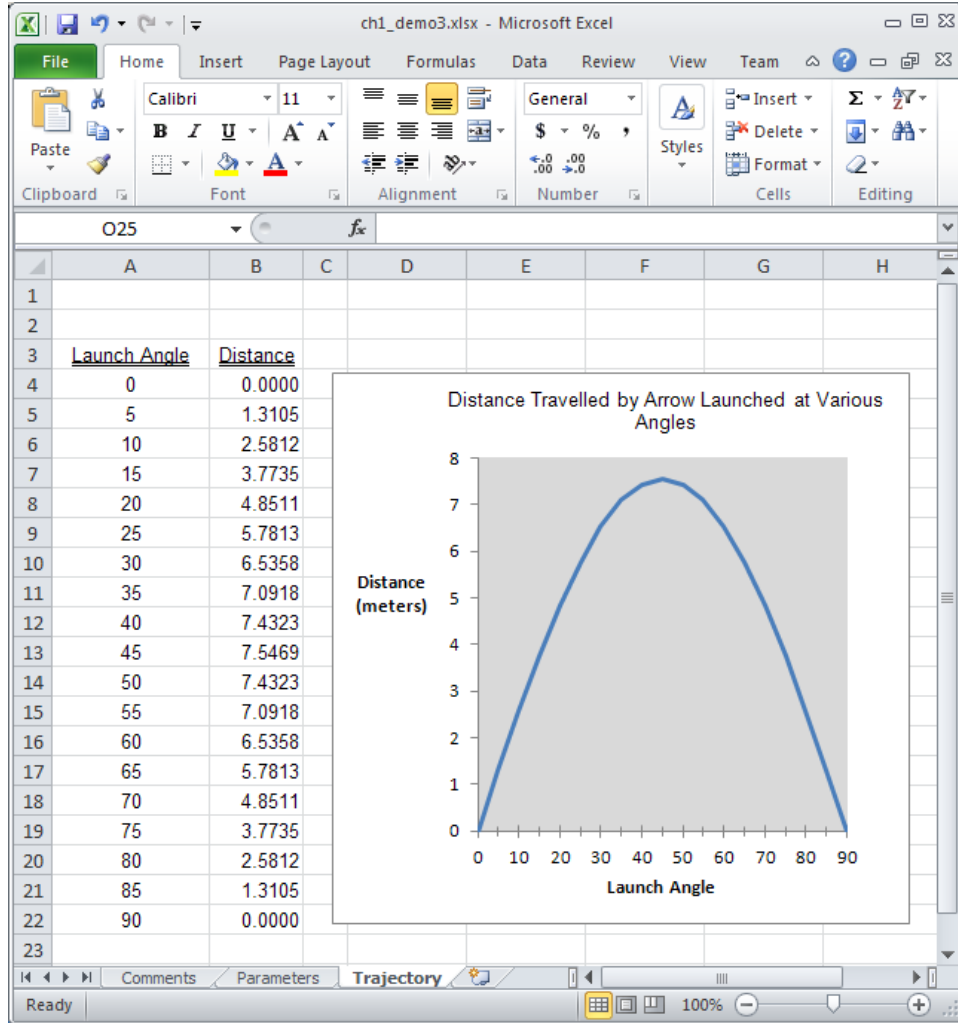 ch1_demo3.xlsx - Microsoft Excel
File Home Insert Page Layout Formulas Data Review View Team
Calibri 11 General Insert Σ
B I U A A $ % , Delete
Paste Styles Format
Clipboard Font Alignment Number Cells Editing
O25 fx
A B C D E F G H
1
2
3 Launch Angle Distance
4 0 0.0000
5 5 1.3105
6 10 2.5812
7 15 3.7735
8 20 4.8511
9 25 5.7813
10 30 6.5358
11 35 7.0918
12 40 7.4323
13 45 7.5469
14 50 7.4323
15 55 7.0918
16 60 6.5358
17 65 5.7813
18 70 4.8511
19 75 3.7735
20 80 2.5812
21 85 1.3105
22 90 0.0000
23
Distance Travelled by Arrow Launched at Various
Angles
8
7
6
5
4
3
2
1
0
Distance
(meters)
0 10 20 30 40 50 60 70 80 90
Launch Angle
Comments Parameters Trajectory
Ready 100%